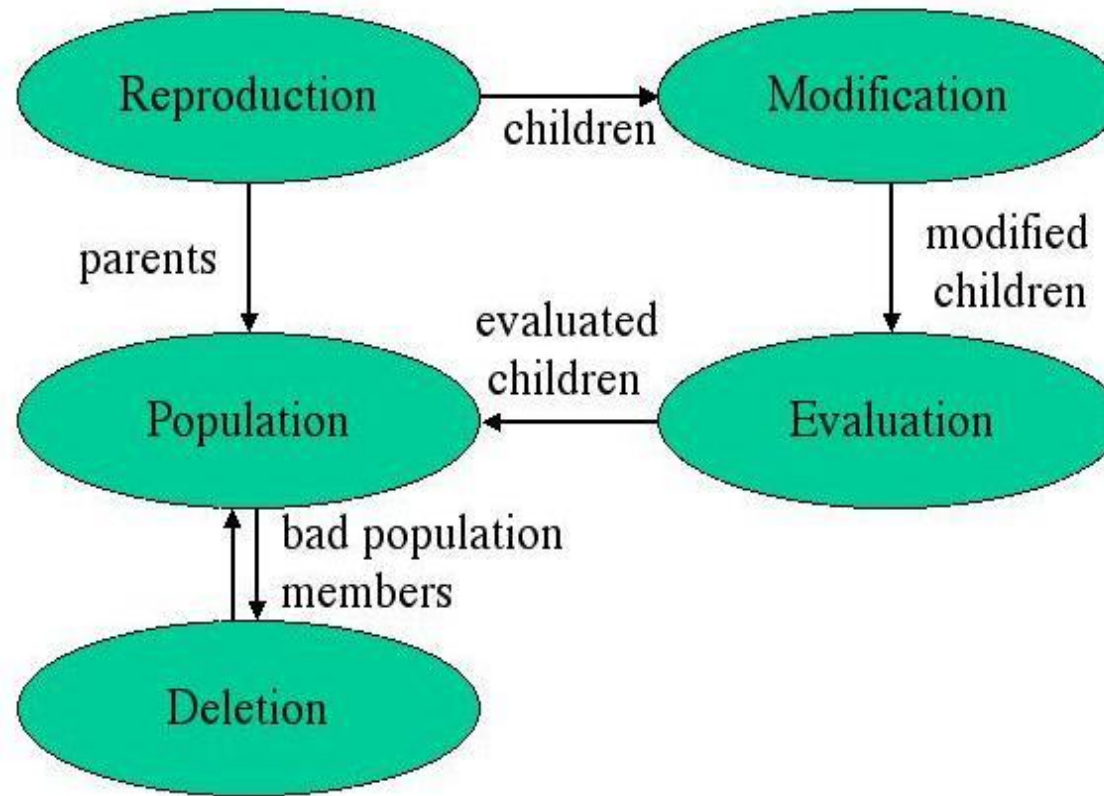 Reproduction
children
Modification
parents
modified
children
evaluated
children
Population
Evaluation
bad population
members
Deletion